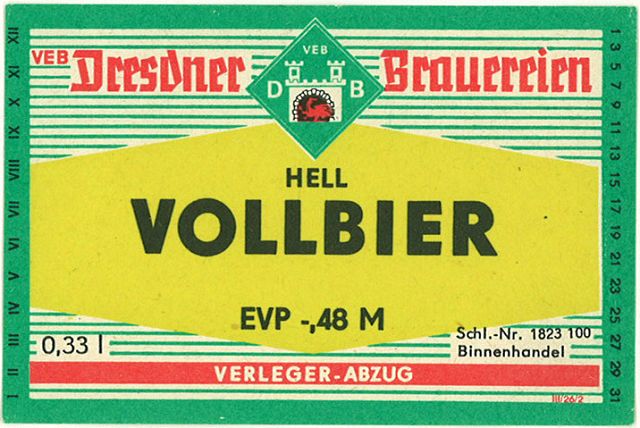 VEB
D B
VEB Dresdner Brauereien
HELL
VOLLBIER
EVP -,48 M
0,33 l
Schl.-Nr. 1823 100
Binnenhandel
VERLEGER-ABZUG
III/26/2
XII
XI
X
IX
VIII
VII
VI
V
IV
III
II
I
1
3
5
7
9
11
13
15
17
19
21
23
25
27
29
31